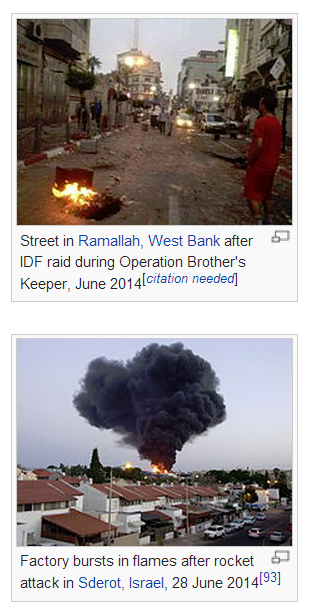 Street in Ramallah, West Bank after
IDF raid during Operation Brother's
Keeper, June 2014[citation needed]
Factory bursts in flames after rocket
attack in Sderot, Israel, 28 June 2014[93]